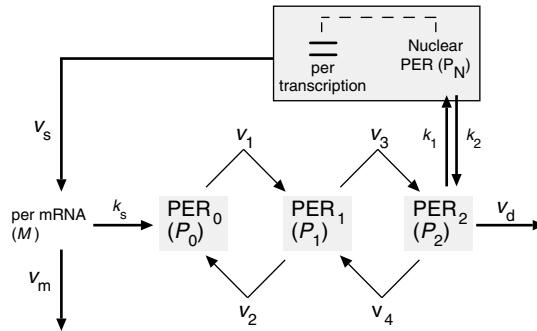 per
transcription
Nuclear
PER (P_N)
v_s
v_1
v_3
k_1
k_2
per mRNA
(M)
k_s
PER_0
(P_0)
PER_1
(P_1)
PER_2
(P_2)
v_d
v_m
v_2
v_4